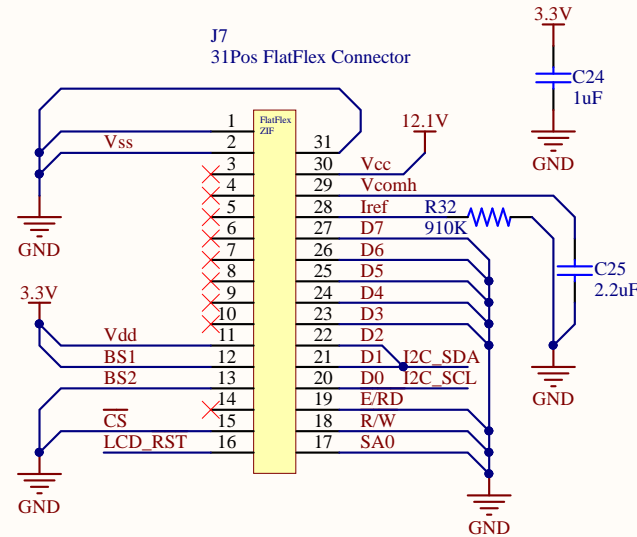 J7
31Pos FlatFlex Connector
3.3V
C24
1uF
GND
FlatFlex
ZIF
12.1V
1
Vss 2
31
3
30 Vcc
4
29 Vcomh
5
28 Iref R32
910K
6
27 D7
7
26 D6
8
25 D5
9
24 D4
10
23 D3
C25
2.2uF
GND
3.3V
Vdd 11
22 D2
BS1 12
21 D1 I2C_SDA
BS2 13
20 D0 I2C_SCL
14
19 E/RD
CS 15
18 R/W
LCD_RST 16
17 SA0
GND
GND
GND